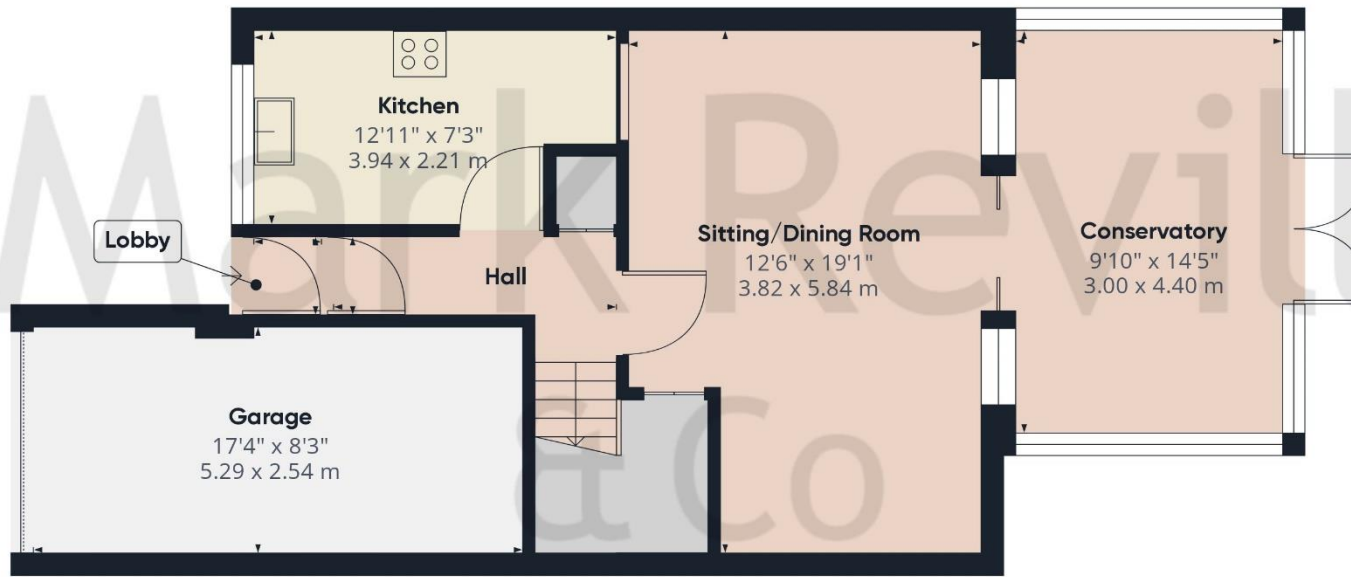 Mark Revill
& Co
Kitchen
12'11" x 7'3"
3.94 x 2.21 m
Lobby
Hall
Sitting/Dining Room
12'6" x 19'1"
3.82 x 5.84 m
Conservatory
9'10" x 14'5"
3.00 x 4.40 m
Garage
17'4" x 8'3"
5.29 x 2.54 m